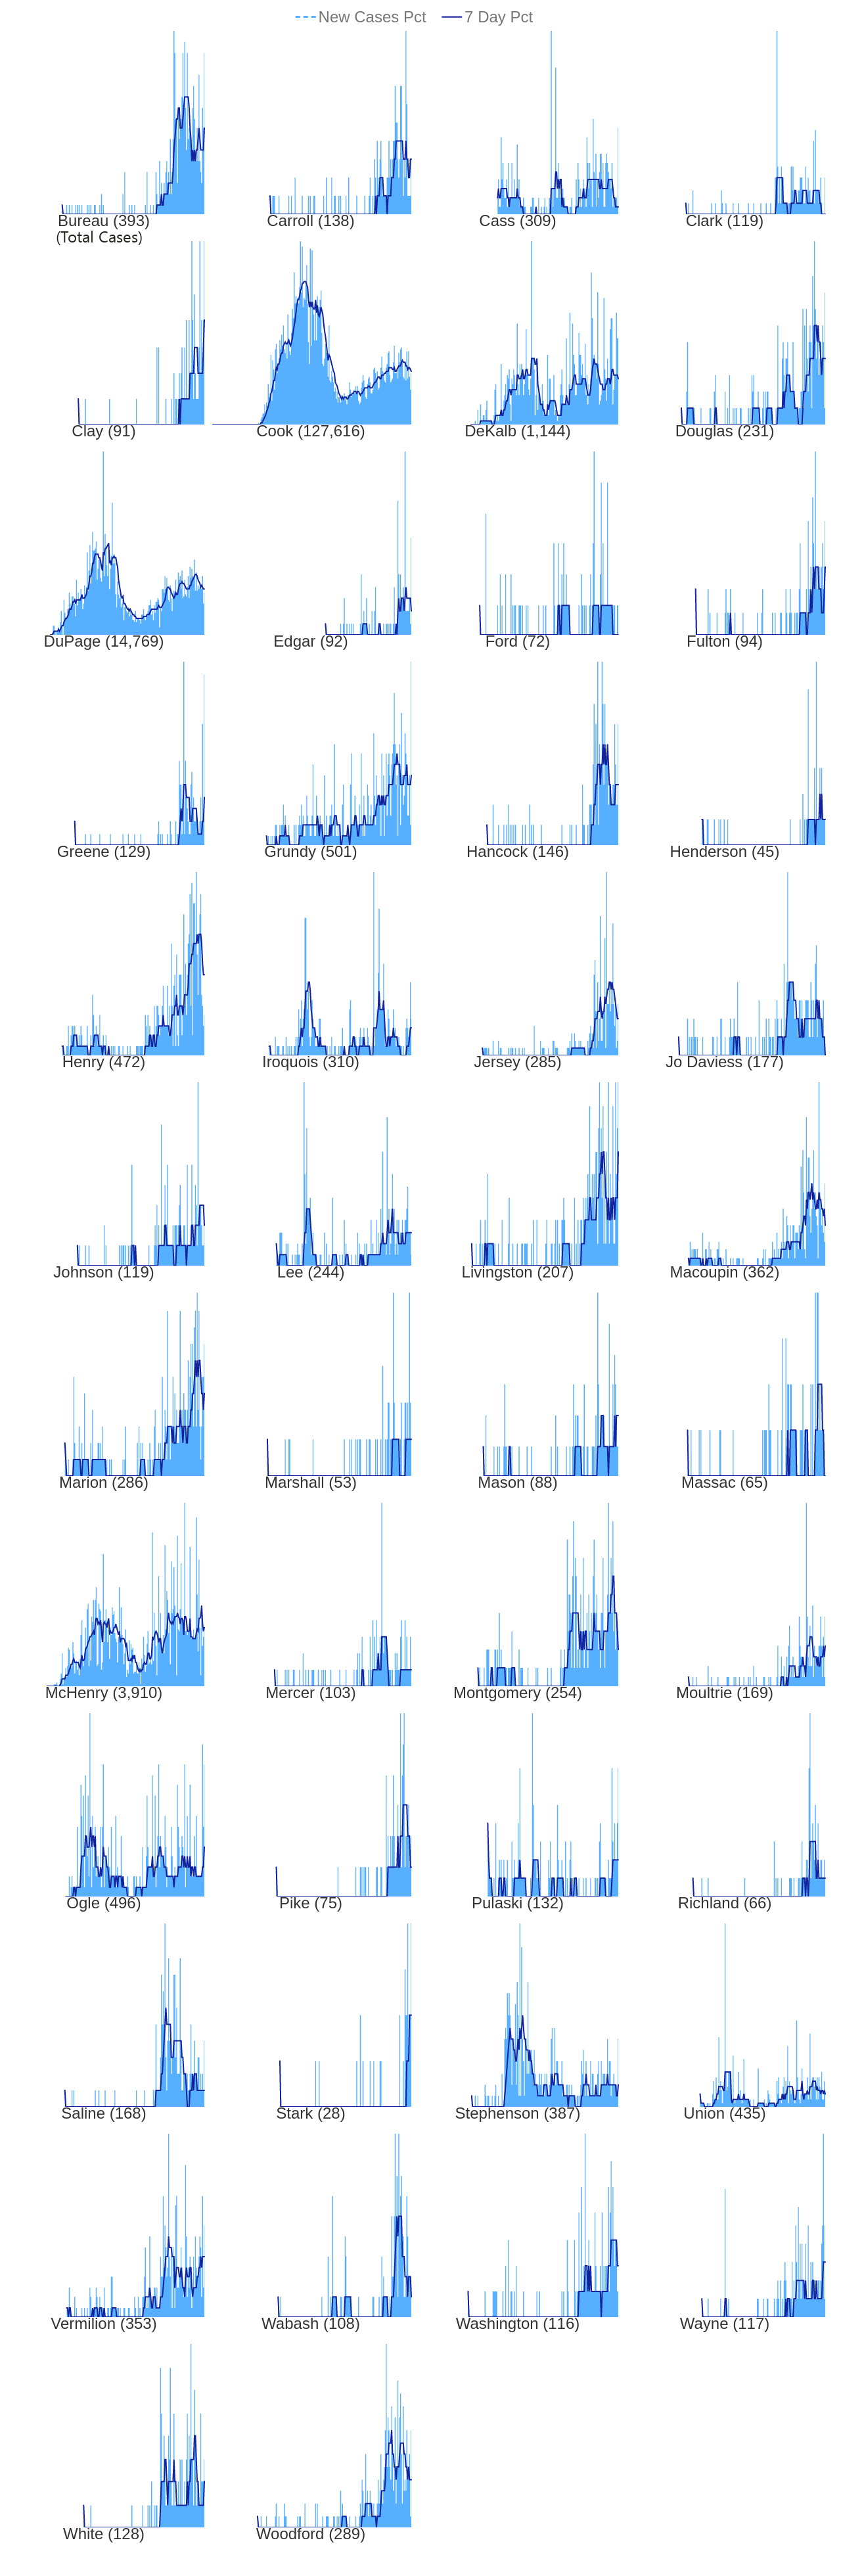 New Cases Pct 7 Day Pct
Bureau (393) Carroll (138) Cass (309) Clark (119)
(Total Cases)
Clay (91) Cook (127,616) DeKalb (1,144) Douglas (231)
DuPage (14,769) Edgar (92) Ford (72) Fulton (94)
Greene (129) Grundy (501) Hancock (146) Henderson (45)
Henry (472) Iroquois (310) Jersey (285) Jo Daviess (177)
Johnson (119) Lee (244) Livingston (207) Macoupin (362)
Marion (286) Marshall (53) Mason (88) Massac (65)
McHenry (3,910) Mercer (103) Montgomery (254) Moultrie (169)
Ogle (496) Pike (75) Pulaski (132) Richland (66)
Saline (168) Stark (28) Stephenson (387) Union (435)
Vermilion (353) Wabash (108) Washington (116) Wayne (117)
White (128) Woodford (289)